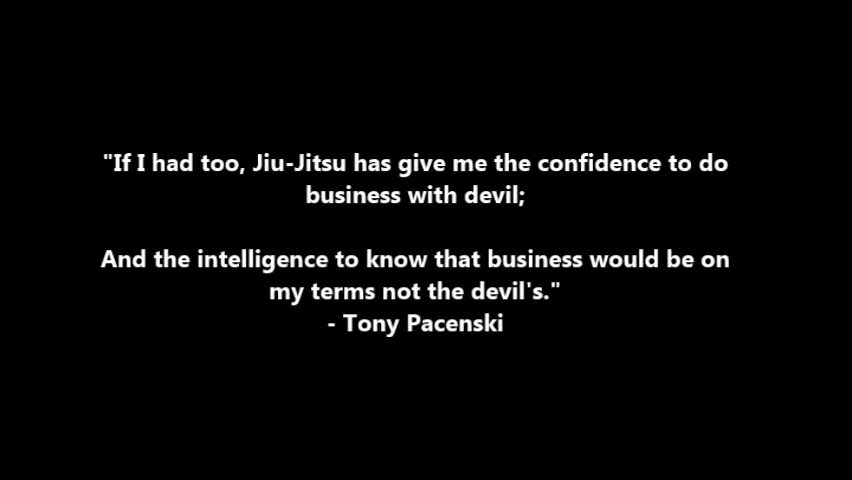 "If I had too, Jiu-Jitsu has give me the confidence to do
business with devil;
And the intelligence to know that business would be on
my terms not the devil's."
- Tony Pacenski